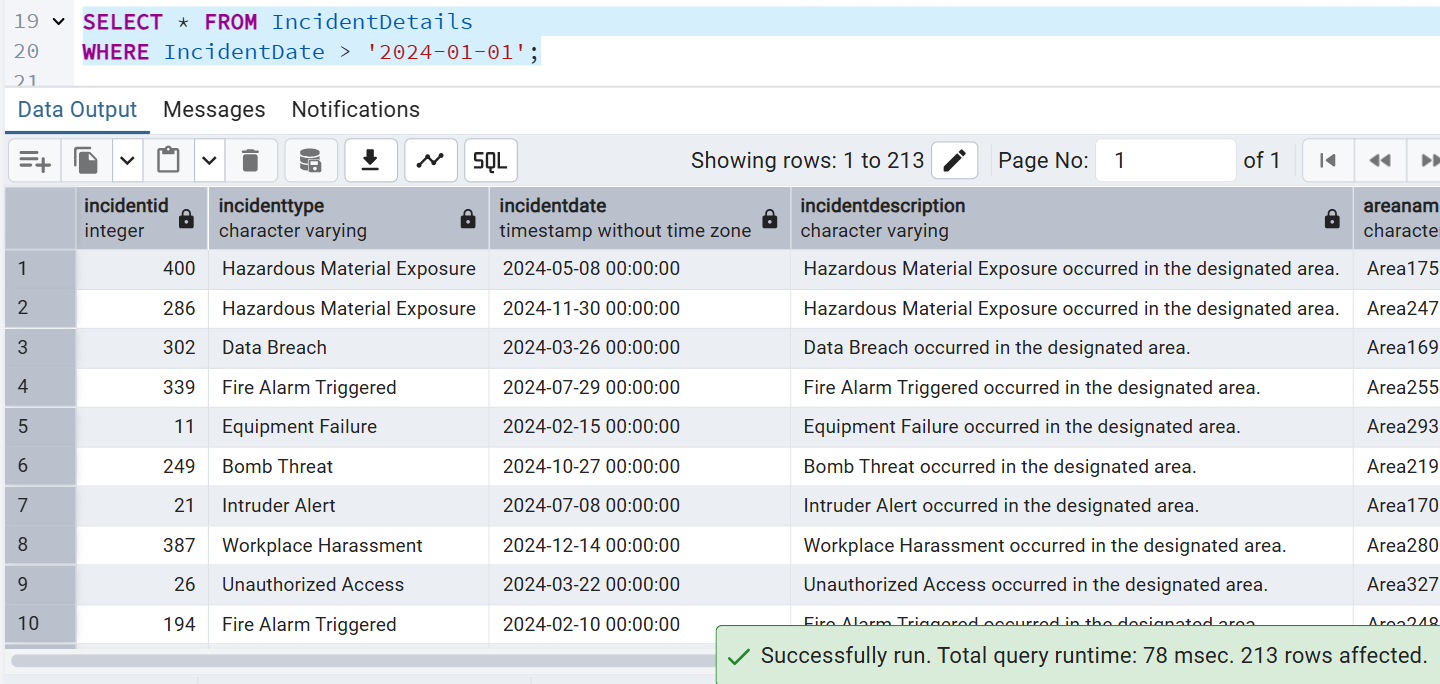 19 SELECT * FROM IncidentDetails
20 WHERE IncidentDate > '2024-01-01';
21
Data Output Messages Notifications
SQL Showing rows: 1 to 213 Page No: 1 of 1
incidentid incidenttype incidentdate incidentdescription areanam
integer character varying timestamp without time zone character varying characte
1 400 Hazardous Material Exposure 2024-05-08 00:00:00 Hazardous Material Exposure occurred in the designated area. Area175
2 286 Hazardous Material Exposure 2024-11-30 00:00:00 Hazardous Material Exposure occurred in the designated area. Area247
3 302 Data Breach 2024-03-26 00:00:00 Data Breach occurred in the designated area. Area169
4 339 Fire Alarm Triggered 2024-07-29 00:00:00 Fire Alarm Triggered occurred in the designated area. Area255
5 11 Equipment Failure 2024-02-15 00:00:00 Equipment Failure occurred in the designated area. Area293
6 249 Bomb Threat 2024-10-27 00:00:00 Bomb Threat occurred in the designated area. Area219
7 21 Intruder Alert 2024-07-08 00:00:00 Intruder Alert occurred in the designated area. Area170
8 387 Workplace Harassment 2024-12-14 00:00:00 Workplace Harassment occurred in the designated area. Area280
9 26 Unauthorized Access 2024-03-22 00:00:00 Unauthorized Access occurred in the designated area. Area327
10 194 Fire Alarm Triggered 2024-02-10 00:00:00 Fire Alarm Triggered occurred in the designated area. Area248
Successfully run. Total query runtime: 78 msec. 213 rows affected.